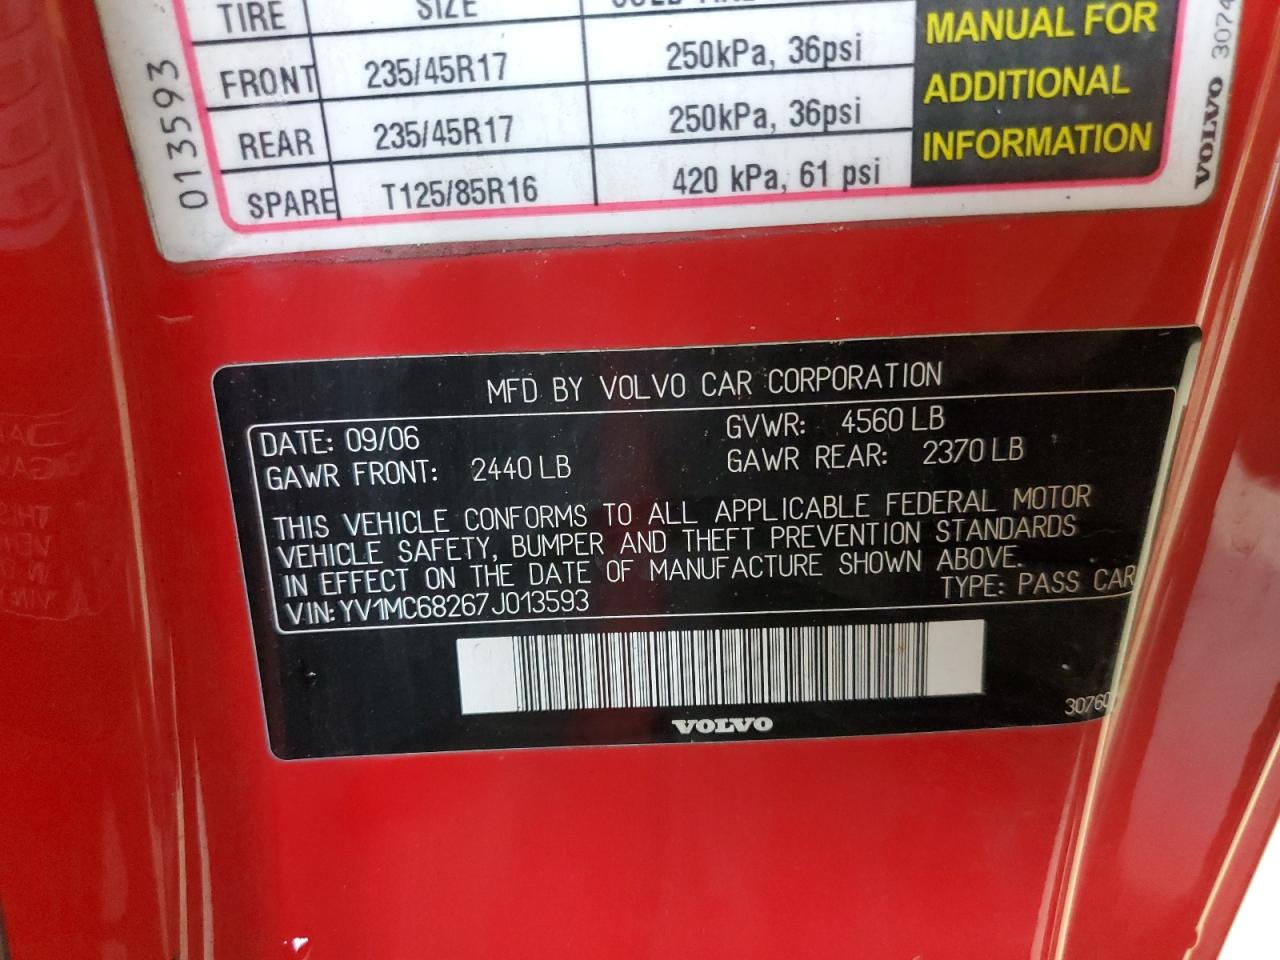 TIRE SIZE
FRONT 235/45R17 250kPa, 36psi
REAR 235/45R17 250kPa, 36psi
SPARE T125/85R16 420 kPa, 61 psi
MANUAL FOR
ADDITIONAL
INFORMATION
013593
VOLVO
MFD BY VOLVO CAR CORPORATION
DATE: 09/06 GVWR: 4560 LB
GAWR FRONT: 2440 LB GAWR REAR: 2370 LB
THIS VEHICLE CONFORMS TO ALL APPLICABLE FEDERAL MOTOR
VEHICLE SAFETY, BUMPER AND THEFT PREVENTION STANDARDS
IN EFFECT ON THE DATE OF MANUFACTURE SHOWN ABOVE.
VIN: YV1MC68267J013593 TYPE: PASS CAR
VOLVO